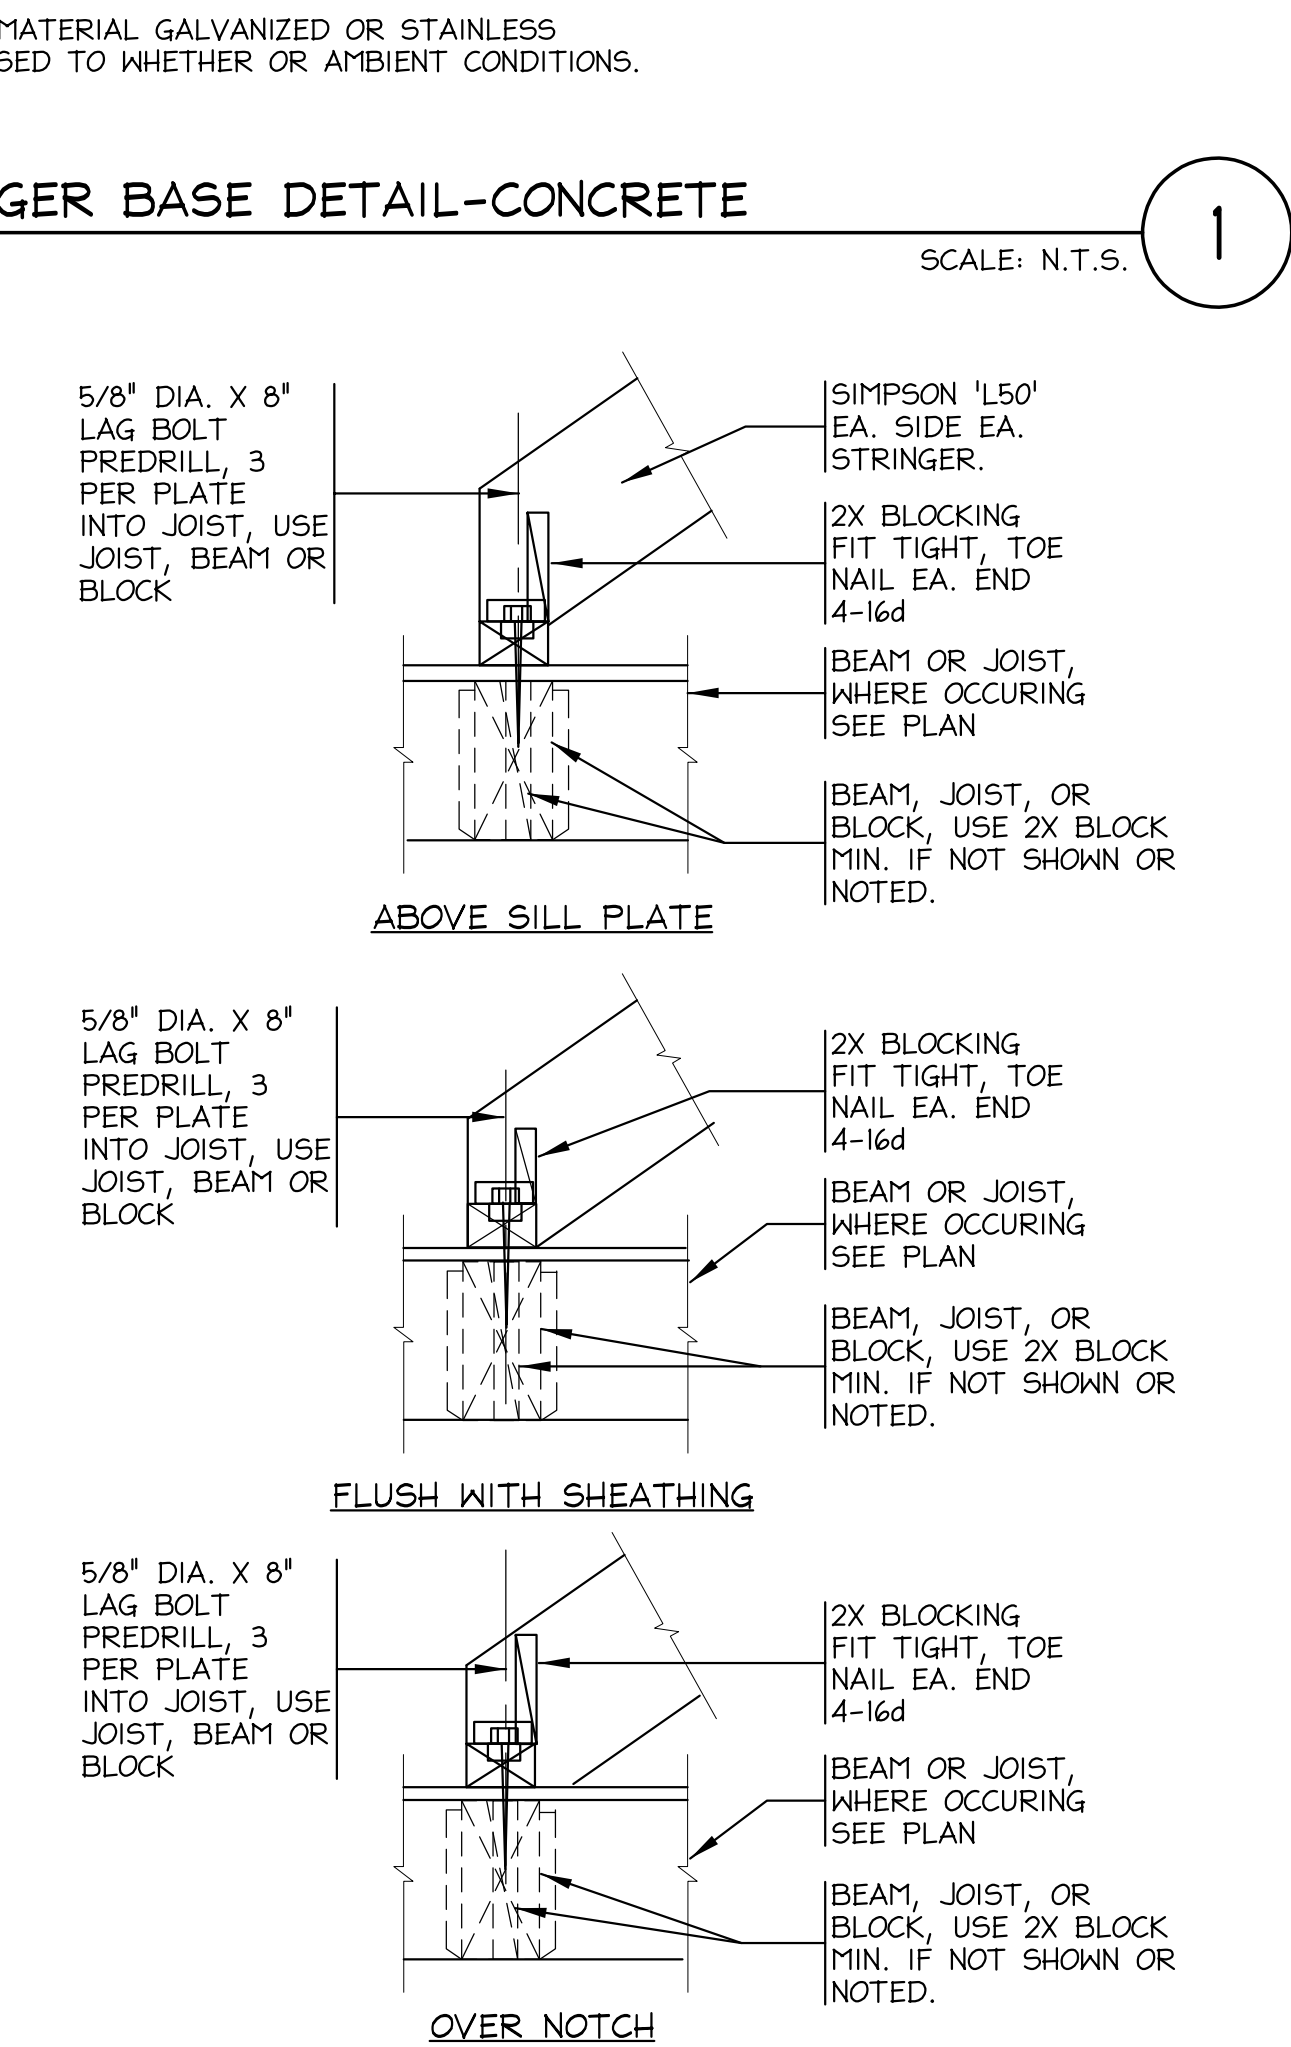 MATERIAL GALVANIZED OR STAINLESS
SED TO WHETHER OR AMBIENT CONDITIONS.
GER BASE DETAIL-CONCRETE
1
SCALE: N.T.S.
5/8" DIA. X 8"
LAG BOLT
PREDRILL, 3
PER PLATE
INTO JOIST, USE
JOIST, BEAM OR
BLOCK
SIMPSON 'L50'
EA. SIDE EA.
STRINGER.
2X BLOCKING
FIT TIGHT, TOE
NAIL EA. END
4-16d
BEAM OR JOIST,
WHERE OCCURING
SEE PLAN
BEAM, JOIST, OR
BLOCK, USE 2X BLOCK
MIN. IF NOT SHOWN OR
NOTED.
ABOVE SILL PLATE
5/8" DIA. X 8"
LAG BOLT
PREDRILL, 3
PER PLATE
INTO JOIST, USE
JOIST, BEAM OR
BLOCK
2X BLOCKING
FIT TIGHT, TOE
NAIL EA. END
4-16d
BEAM OR JOIST,
WHERE OCCURING
SEE PLAN
BEAM, JOIST, OR
BLOCK, USE 2X BLOCK
MIN. IF NOT SHOWN OR
NOTED.
FLUSH WITH SHEATHING
5/8" DIA. X 8"
LAG BOLT
PREDRILL, 3
PER PLATE
INTO JOIST, USE
JOIST, BEAM OR
BLOCK
2X BLOCKING
FIT TIGHT, TOE
NAIL EA. END
4-16d
BEAM OR JOIST,
WHERE OCCURING
SEE PLAN
BEAM, JOIST, OR
BLOCK, USE 2X BLOCK
MIN. IF NOT SHOWN OR
NOTED.
OVER NOTCH